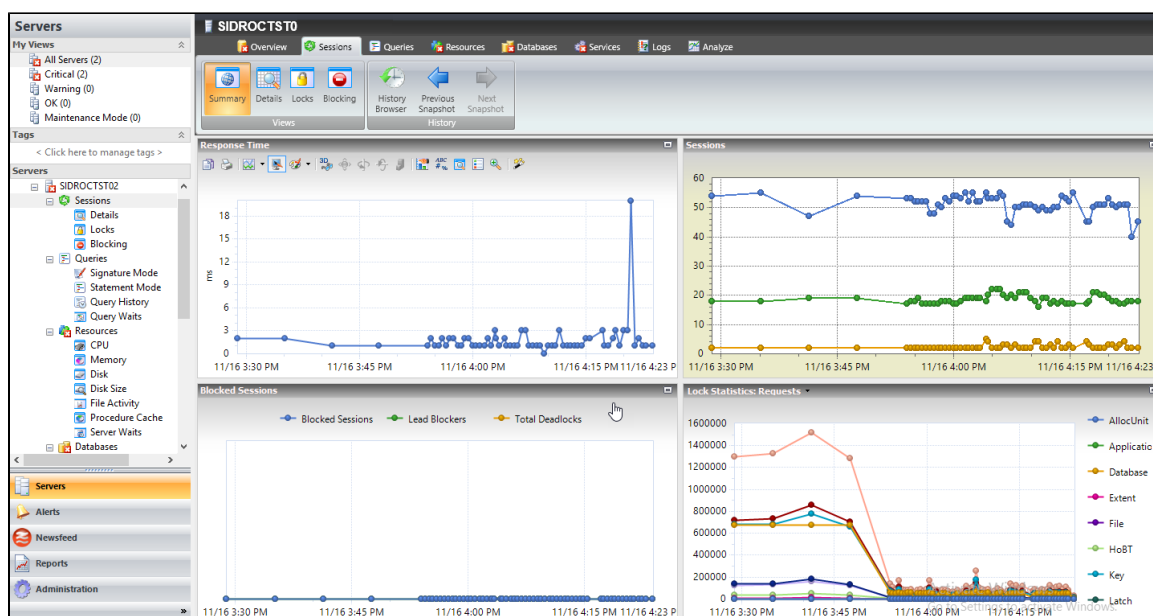 Servers
My Views
All Servers (2)
Critical (2)
Warning (0)
OK (0)
Maintenance Mode (0)
Tags
< Click here to manage tags >
Servers
SIDROCTST02
Sessions
Details
Locks
Blocking
Queries
Signature Mode
Statement Mode
Query History
Query Waits
Resources
CPU
Memory
Disk
Disk Size
File Activity
Procedure Cache
Server Waits
Databases
Servers
Alerts
Newsfeed
Reports
Administration
SIDROCTST0
Overview Sessions Queries Resources Databases Services Logs Analyze
Summary Details Locks Blocking
Views
History Browser Previous Snapshot Next Snapshot
History
Response Time
3D ABC
18
15
12
ms
9
6
3
0
11/16 3:30 PM 11/16 3:45 PM 11/16 4:00 PM 11/16 4:15 PM 11/16 4:23 P
Sessions
60
50
40
30
20
10
0
11/16 3:30 PM 11/16 3:45 PM 11/16 4:00 PM 11/16 4:15 PM 11/16 4:23
Blocked Sessions
Blocked Sessions Lead Blockers Total Deadlocks
11/16 3:30 PM 11/16 3:45 PM 11/16 4:00 PM 11/16 4:15 PM 11/16 4:23 P
Lock Statistics: Requests
1600000
1400000
1200000
1000000
800000
600000
400000
200000
0
11/16 3:30 PM 11/16 3:45 PM 11/16 4:00 PM 11/16 4:15 PM
AllocUnit
Applicatio
Database
Extent
File
HoBT
Key
Latch
Go to Settings to activate Windows.